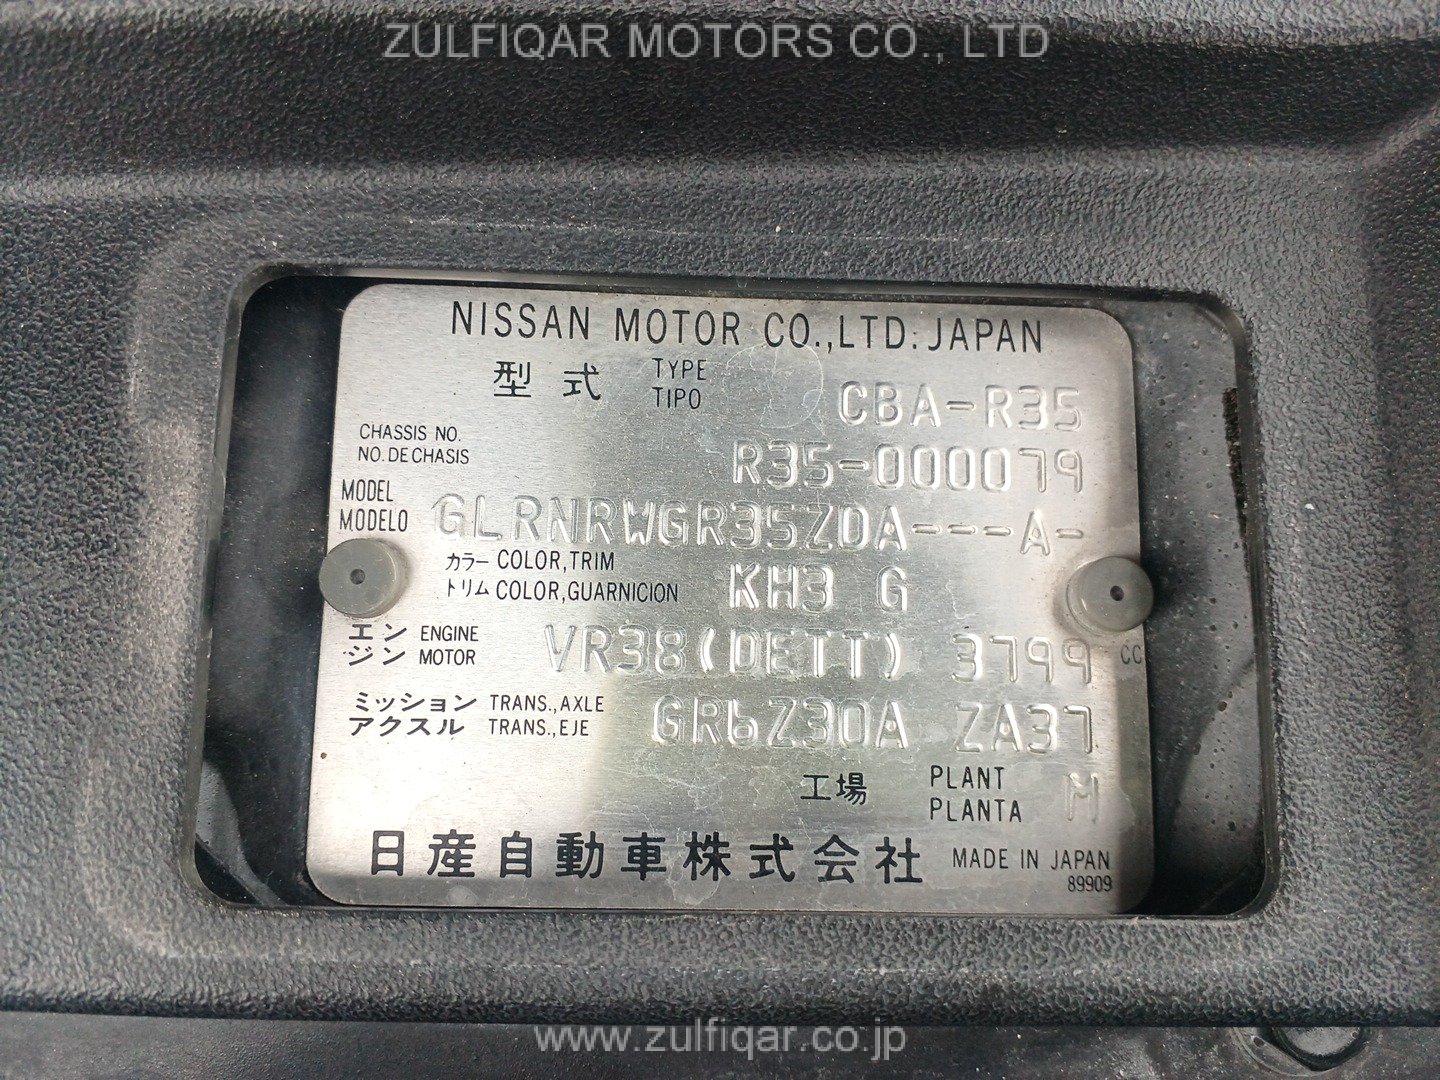 ZULFIQAR MOTORS CO., LTD
NISSAN MOTOR CO.,LTD. JAPAN
型式 TYPE TIPO CBA-R35
CHASSIS NO. NO. DE CHASIS R35-000079
MODEL MODELO GLRNRWGR35ZDA---A-
カラー COLOR,TRIM
トリム COLOR,GUARNICION KH3 G
エン ENGINE
ジン MOTOR VR38(DETT) 3799 CC
ミッション TRANS.,AXLE
アクスル TRANS.,EJE GR6Z30A ZA37
工場 PLANT PLANTA M
日産自動車株式会社 MADE IN JAPAN
89909
www.zulfiqar.co.jp